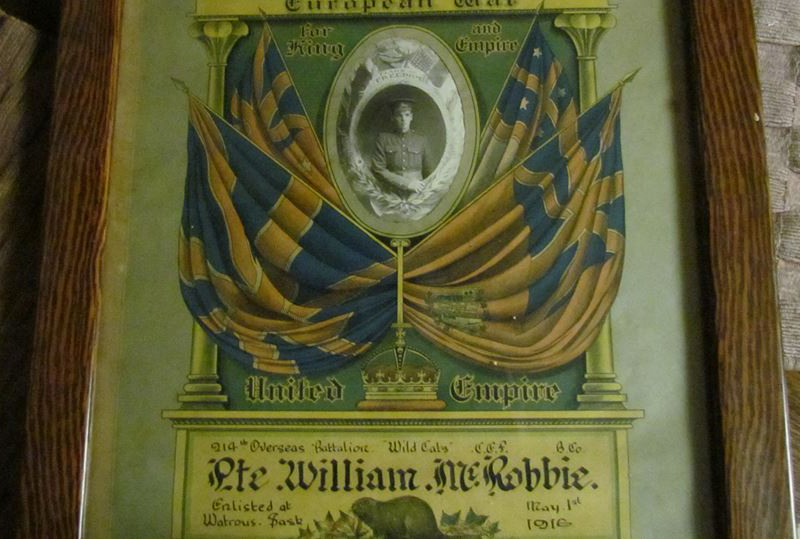 European War
for King
and Empire
FREEDOM
United Empire
214th Overseas Battalion. "Wild Cats" .C.E.F. B Co.
Pte. William. McRobbie.
Enlisted at
Watrous. Sask
May. 1st
1916